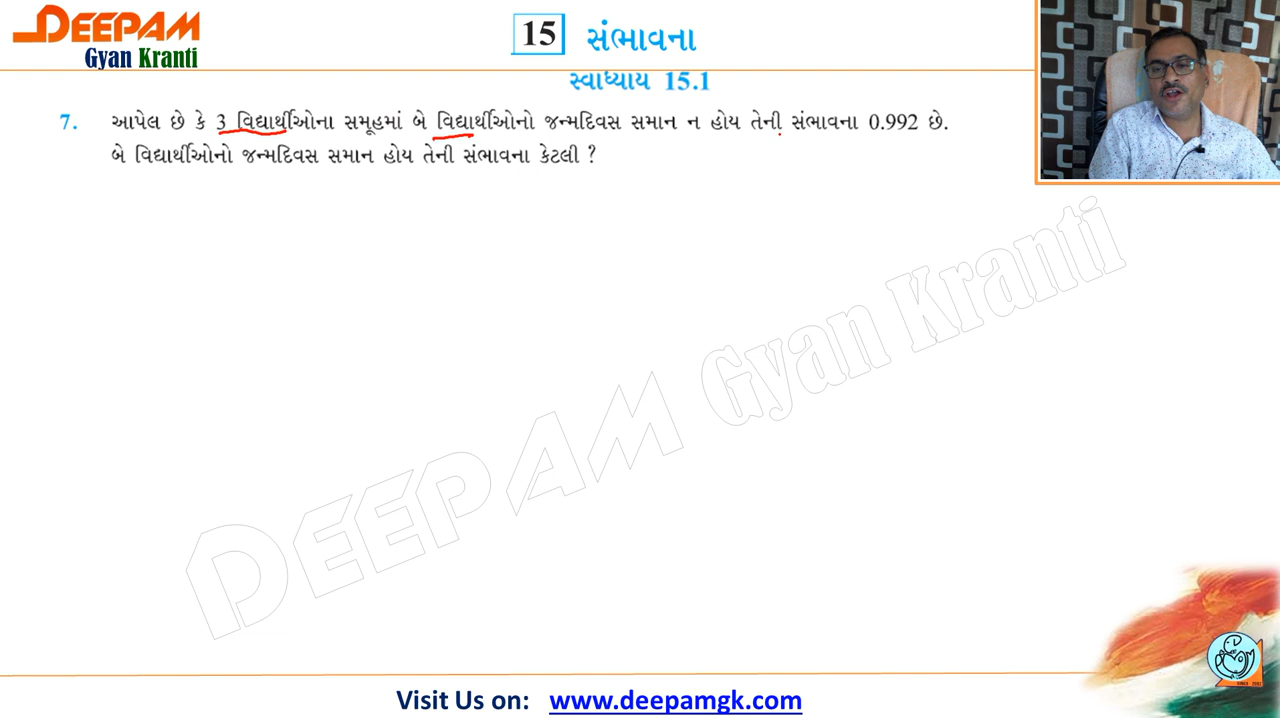 DEEPAM
Gyan Kranti
15 સંભાવના
સ્વાધ્યાય 15.1
7. આપેલ છે કે 3 વિદ્યાર્થીઓના સમૂહમાં બે વિદ્યાર્થીઓનો જન્મદિવસ સમાન ન હોય તેની સંભાવના 0.992 છે.
બે વિદ્યાર્થીઓનો જન્મદિવસ સમાન હોય તેની સંભાવના કેટલી ?
DEEPAM Gyan Kranti
Visit Us on: www.deepamgk.com